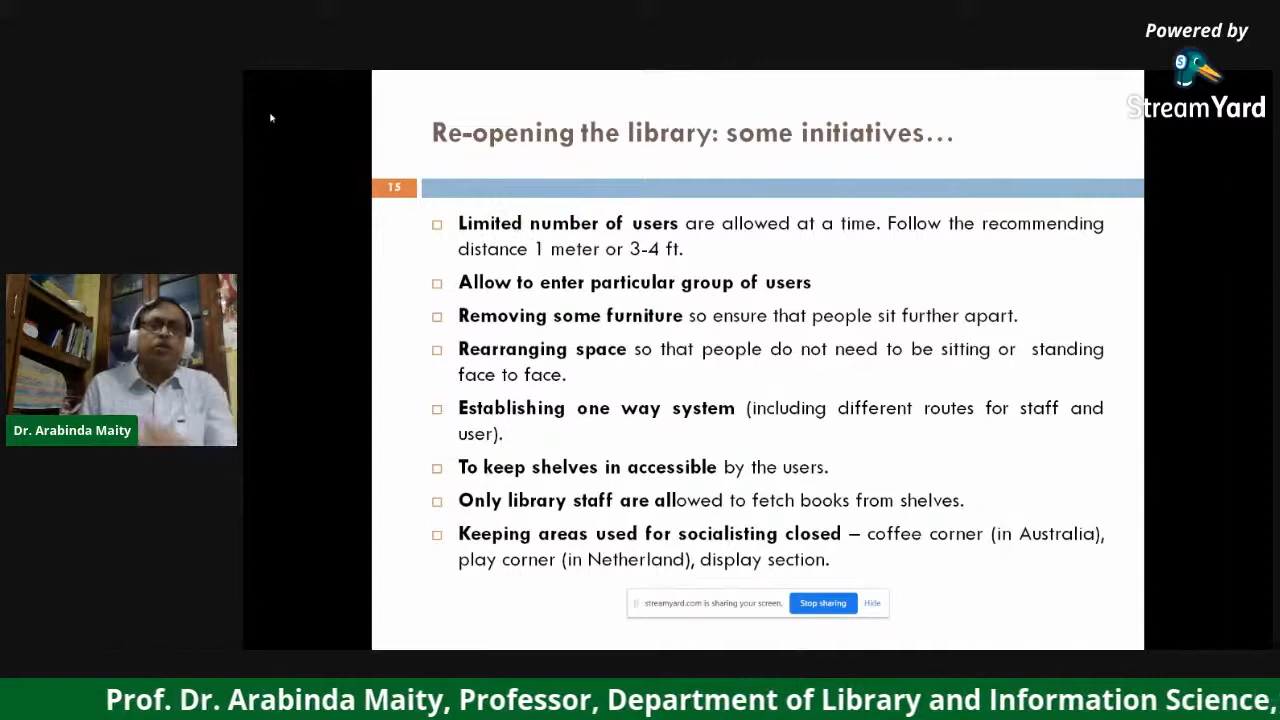 Powered by
StreamYard
Re-opening the library: some initiatives...
15
Limited number of users are allowed at a time. Follow the recommending
distance 1 meter or 3-4 ft.
Allow to enter particular group of users
Removing some furniture so ensure that people sit further apart.
Rearranging space so that people do not need to be sitting or standing
face to face.
Establishing one way system (including different routes for staff and
user).
To keep shelves in accessible by the users.
Only library staff are allowed to fetch books from shelves.
Keeping areas used for socialisting closed – coffee corner (in Australia),
play corner (in Netherland), display section.
streamyard.com is sharing your screen.
Stop sharing
Hide
Dr. Arabinda Maity
Prof. Dr. Arabinda Maity, Professor, Department of Library and Information Science,